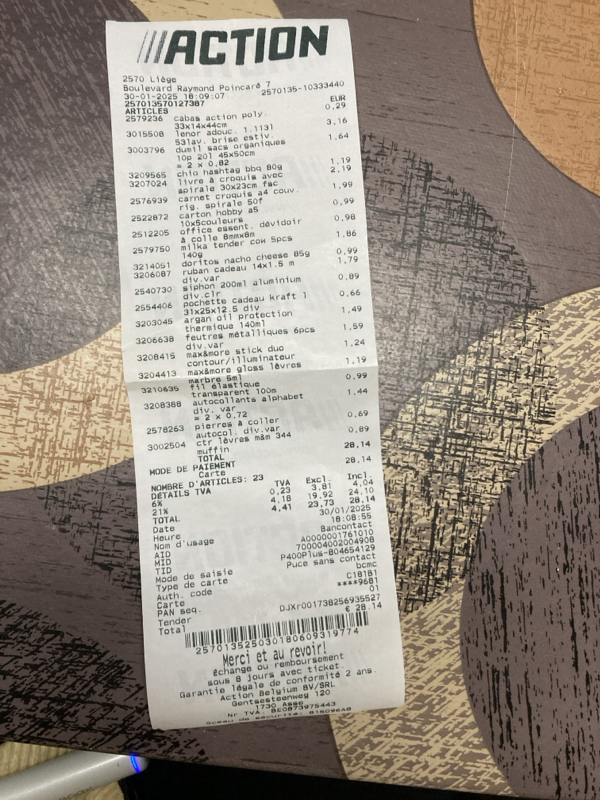 ACTION
2570 Liège
Boulevard Raymond Poincaré 7
30-01-2025 18:09:07 2570135-10333440
257013570127387 EUR
ARTICLES
2579236 cabas action poly. 0,29
33x14x44cm
3015508 lenor adouc. 1.113l 3,16
53lav. brise estiv.
3003796 dumil sacs organiques 1,64
10p 20l 45x50cm
= 2 x 0,82
3209565 chio hashtag bbq 80g 1,19
3207024 livre à croquis avec 2,19
spirale 30x23cm fsc
2576939 carnet croquis a4 couv. 1,99
rig. spirale 50f
2522872 carton hobby a5 0,99
10x5couleurs
2512205 office essent. dévidoir 0,98
à colle 8mmx8m
2579750 milka tender cow 5pcs 1,86
140g
3214051 doritos nacho cheese 85g 0,99
3206087 ruban cadeau 14x1.5 m 1,79
div.var
2540730 siphon 200ml aluminium 0,89
div.clr
2554406 pochette cadeau kraft 1 0,66
31x25x12.5 div
3203045 argan oil protection 1,49
thermique 140ml
3206638 feutres métalliques 6pcs 1,59
div.var
3208415 max&more stick duo 1,24
contour/illuminateur
3204413 max&more gloss lèvres 1,19
marbre 5ml
3210635 fil élastique 0,99
transparent 100m
3208388 autocollants alphabet 1,44
div. var
= 2 x 0,72
2578263 pierres à coller 0,69
autocol. div.var
3002504 ctr lèvres m&m 344 0,89
muffin
TOTAL 28,14
MODE DE PAIEMENT
Carte 28,14
NOMBRE D'ARTICLES: 23
DÉTAILS TVA TVA Excl. Incl.
6% 0,23 3,81 4,04
21% 4,18 19,92 24,10
TOTAL 4,41 23,73 28,14
Date 30/01/2025
Heure 18:08:55
Nom d'usage Bancontact
AID A0000001761010
MID 700004002004908
TID P400Plus-804654129
Mode de saisie Puce sans contact
Type de carte bcmc
Auth. code C18181
Carte ****9681
PAN seq. 01
Tender DJXr001738256935527
Total € 28.14
257013525030180609319774
Merci et au revoir!
Échange ou remboursement
sous 8 jours avec ticket.
Garantie légale de conformité 2 ans.
Action Belgium BV/SRL
Gentsesteenweg 120
1730 Asse
Nr TVA: BE0873975443